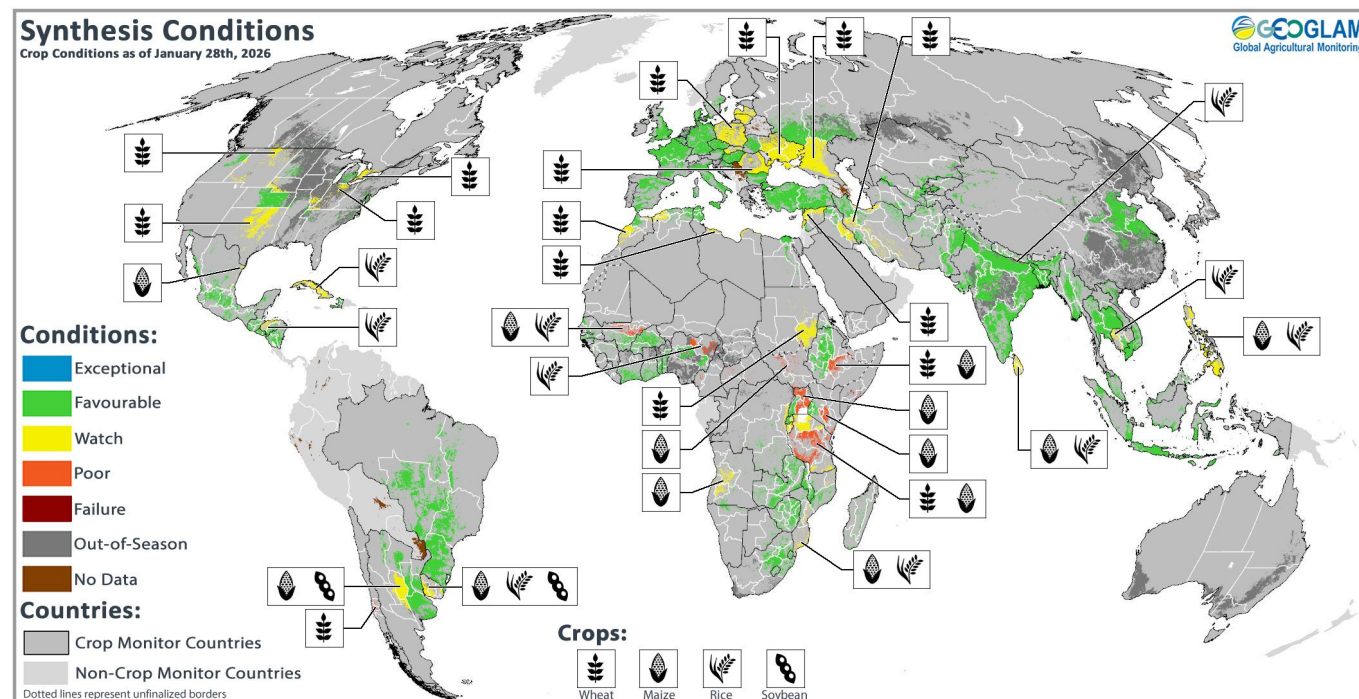 Synthesis Conditions
Crop Conditions as of January 28th, 2026
GEOGLAM
Global Agricultural Monitoring
Conditions:
Exceptional
Favourable
Watch
Poor
Failure
Out-of-Season
No Data
Countries:
Crop Monitor Countries
Non-Crop Monitor Countries
Dotted lines represent unfinalized borders
Crops:
Wheat
Maize
Rice
Soybean